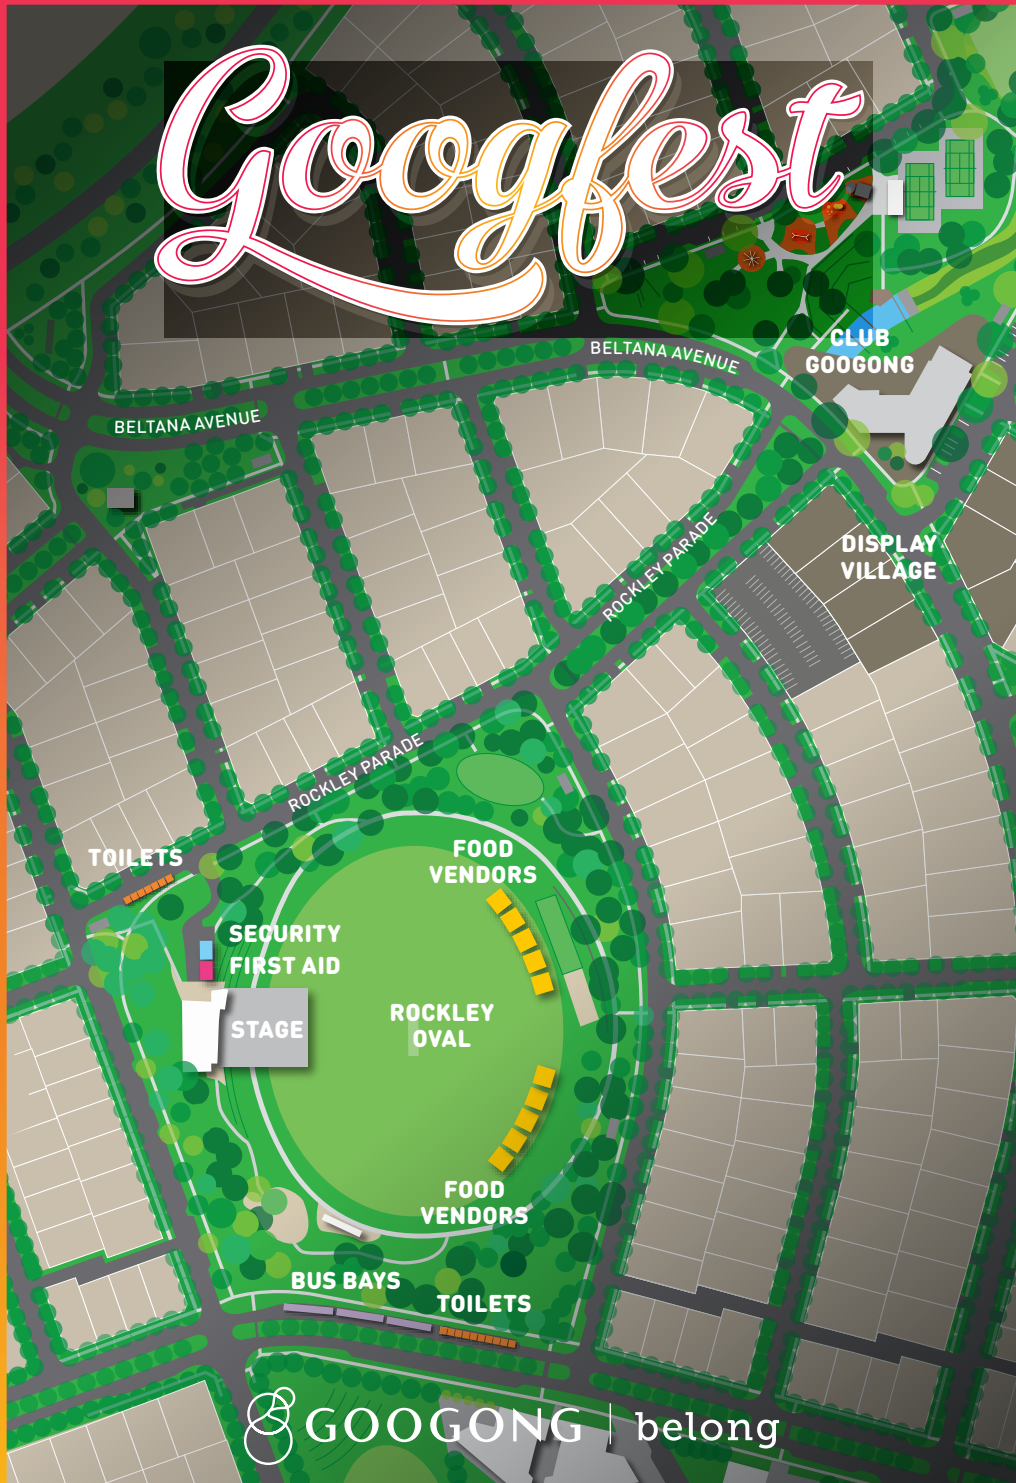 Googfest
BELTANA AVENUE
CLUB
GOOGONG
BELTANA AVENUE
ROCKLEY PARADE
DISPLAY
VILLAGE
ROCKLEY PARADE
TOILETS
FOOD
VENDORS
SECURITY
FIRST AID
STAGE
ROCKLEY
OVAL
FOOD
VENDORS
BUS BAYS
TOILETS
GOOGONG | belong